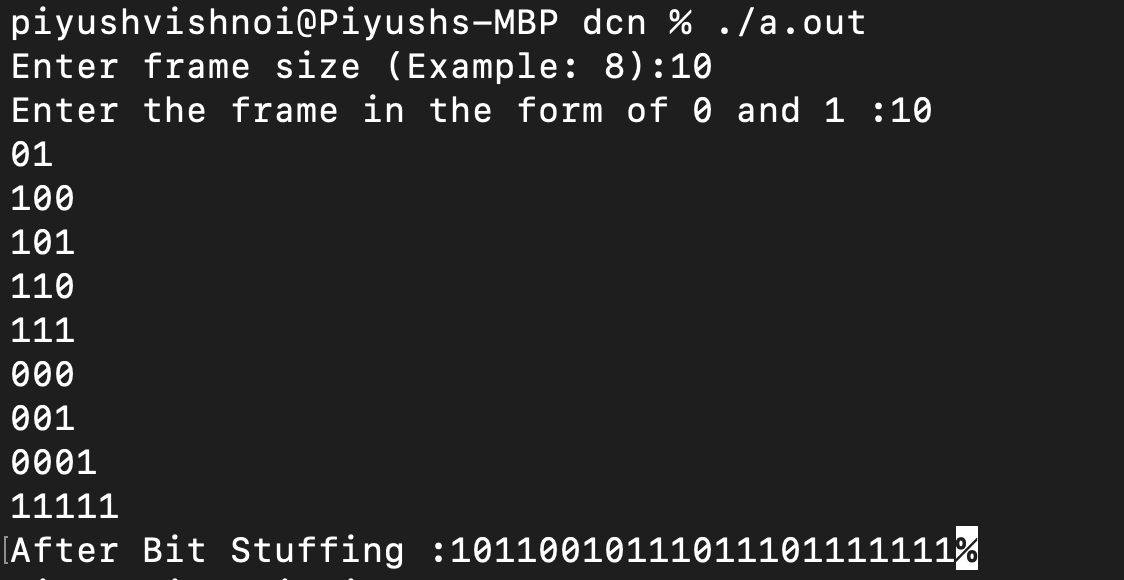 piyushvishnoi@Piyushs-MBP dcn % ./a.out
Enter frame size (Example: 8):10
Enter the frame in the form of 0 and 1 :10
01
100
101
110
111
000
001
0001
11111
[After Bit Stuffing :10110010111011101111111%